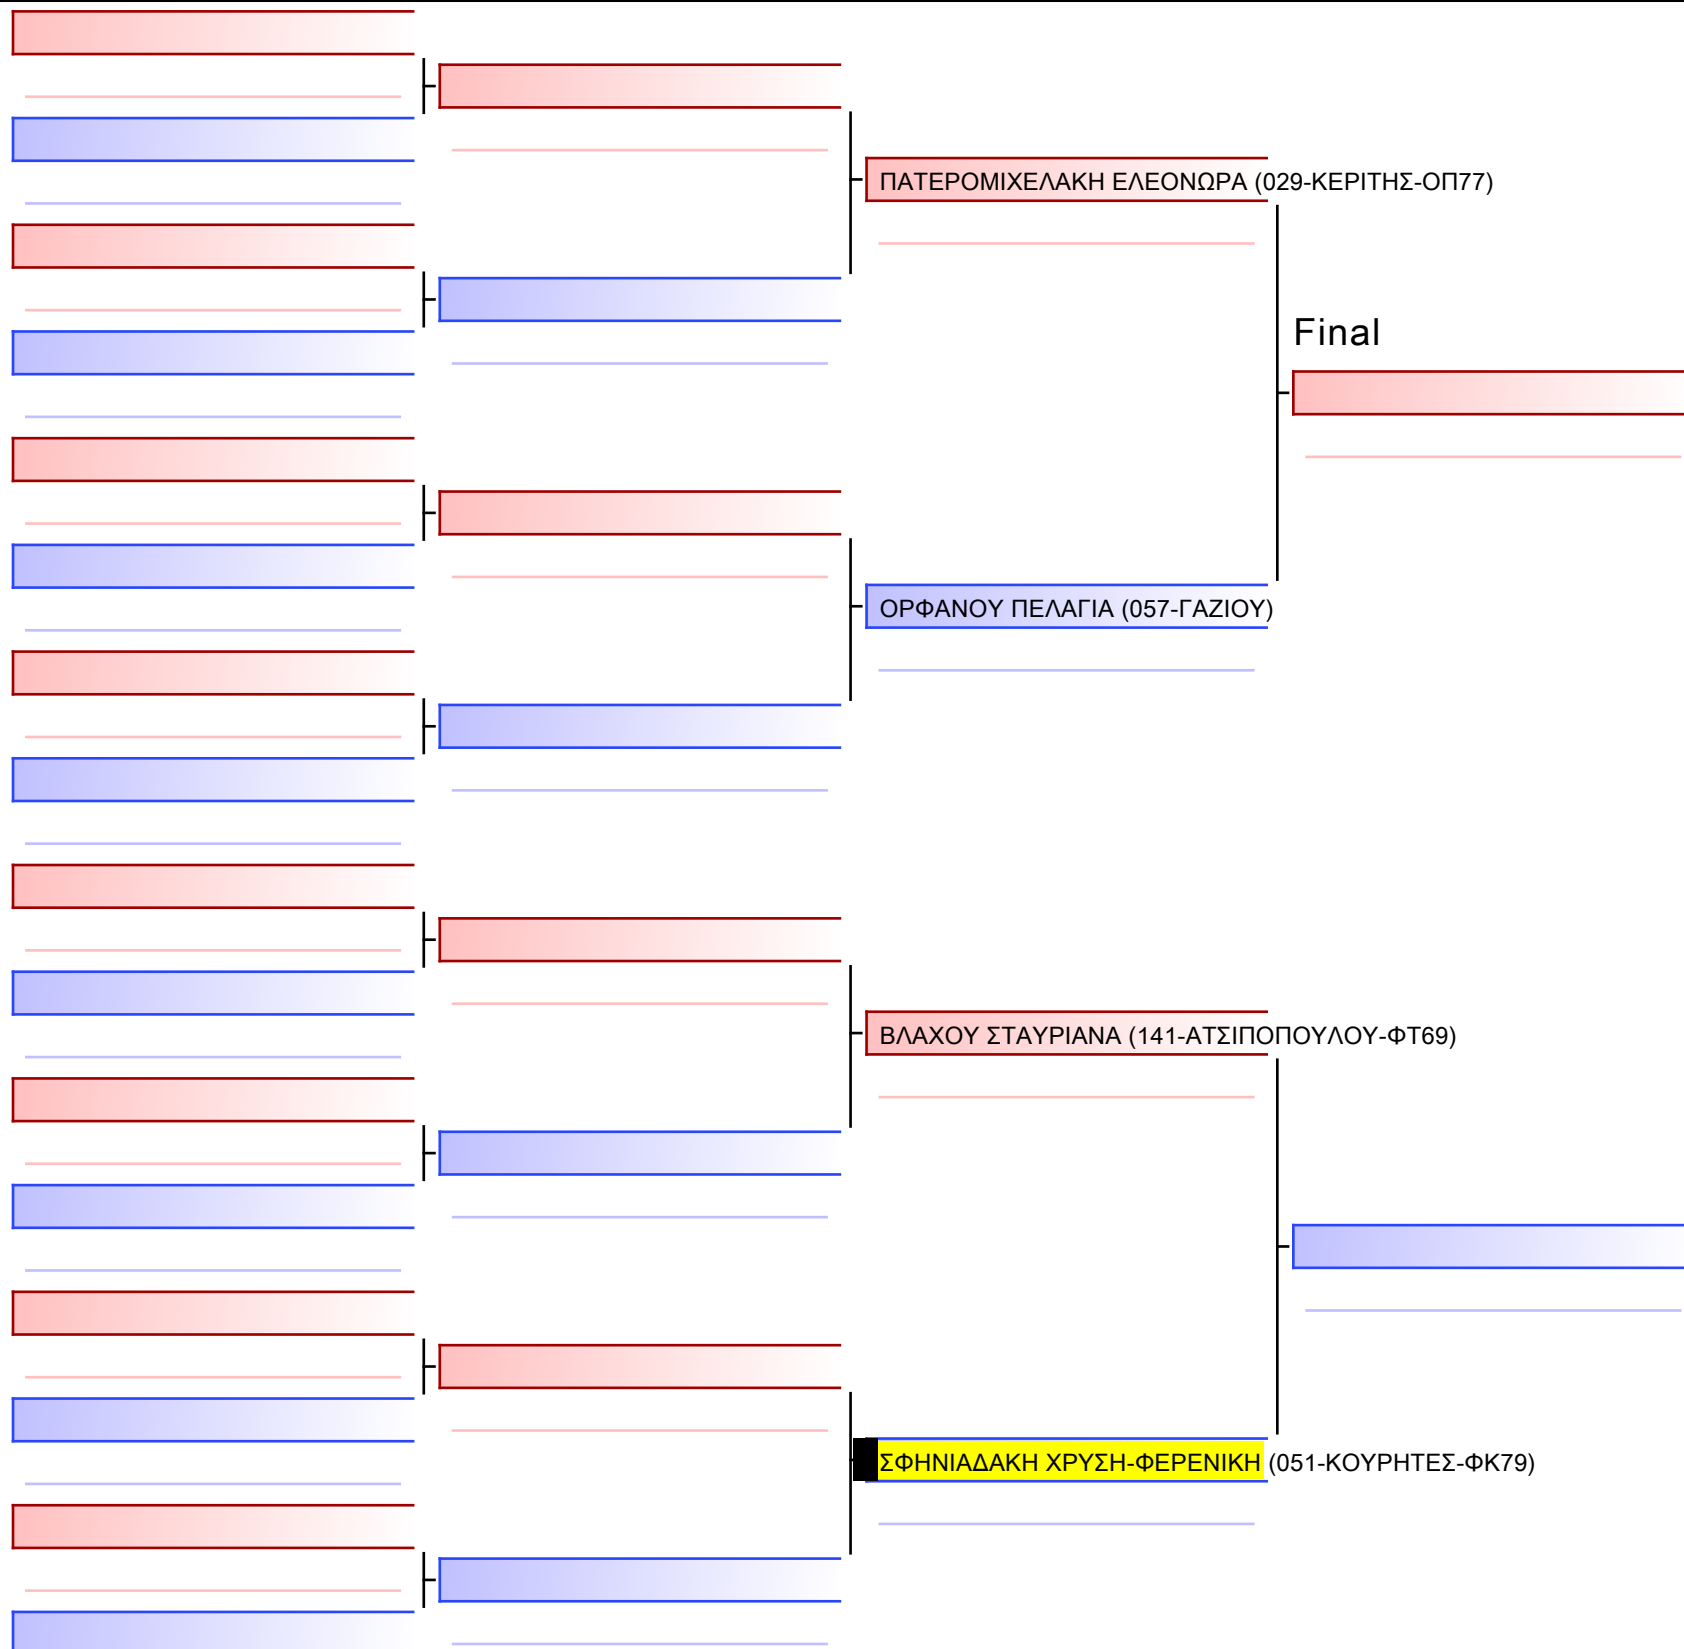 ΠΑΤΕΡΟΜΙΧΕΛΑΚΗ ΕΛΕΟΝΩΡΑ (029-ΚΕΡΙΤΗΣ-ΟΠ77)
Final
ΟΡΦΑΝΟΥ ΠΕΛΑΓΙΑ (057-ΓΑΖΙΟΥ)
ΒΛΑΧΟΥ ΣΤΑΥΡΙΑΝΑ (141-ΑΤΣΙΠΟΠΟΥΛΟΥ-ΦΤ69)
ΣΦΗΝΙΑΔΑΚΗ ΧΡΥΣΗ-ΦΕΡΕΝΙΚΗ (051-ΚΟΥΡΗΤΕΣ-ΦΚ79)